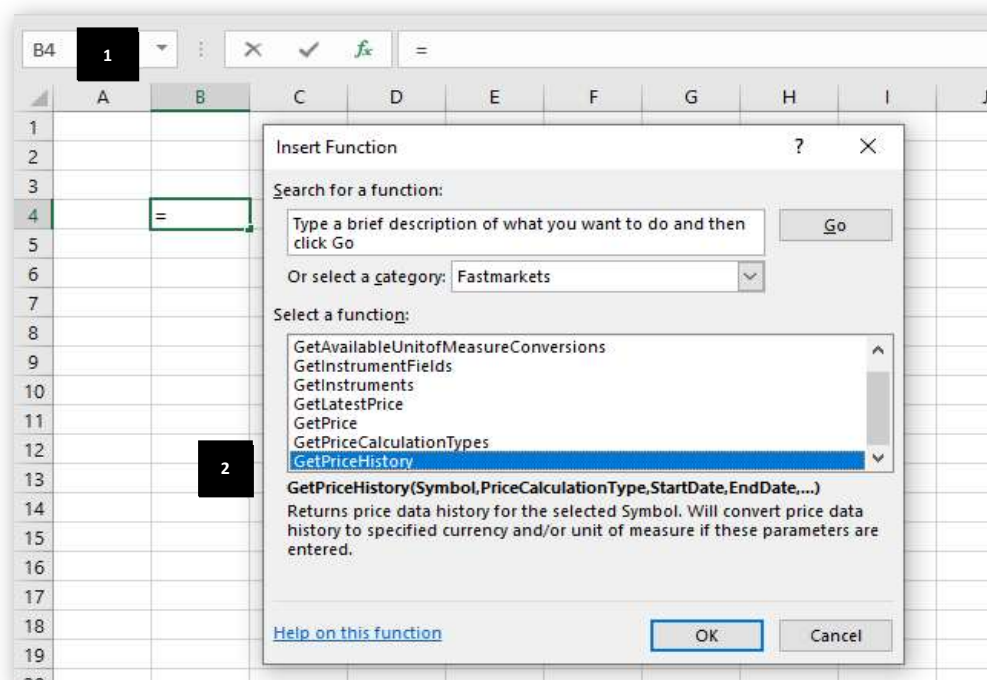 B4
1
fx
=
A B C D E F G H I J
1
2
3
4
5
6
7
8
9
10
11
12
13
14
15
16
17
18
19
=
2
Insert Function
?
Search for a function:
Type a brief description of what you want to do and then
click Go
Go
Or select a category: Fastmarkets
Select a function:
GetAvailableUnitofMeasureConversions
GetInstrumentFields
GetInstruments
GetLatestPrice
GetPrice
GetPriceCalculationTypes
GetPriceHistory
GetPriceHistory(Symbol,PriceCalculationType,StartDate,EndDate,...)
Returns price data history for the selected Symbol. Will convert price data
history to specified currency and/or unit of measure if these parameters are
entered.
Help on this function
OK
Cancel